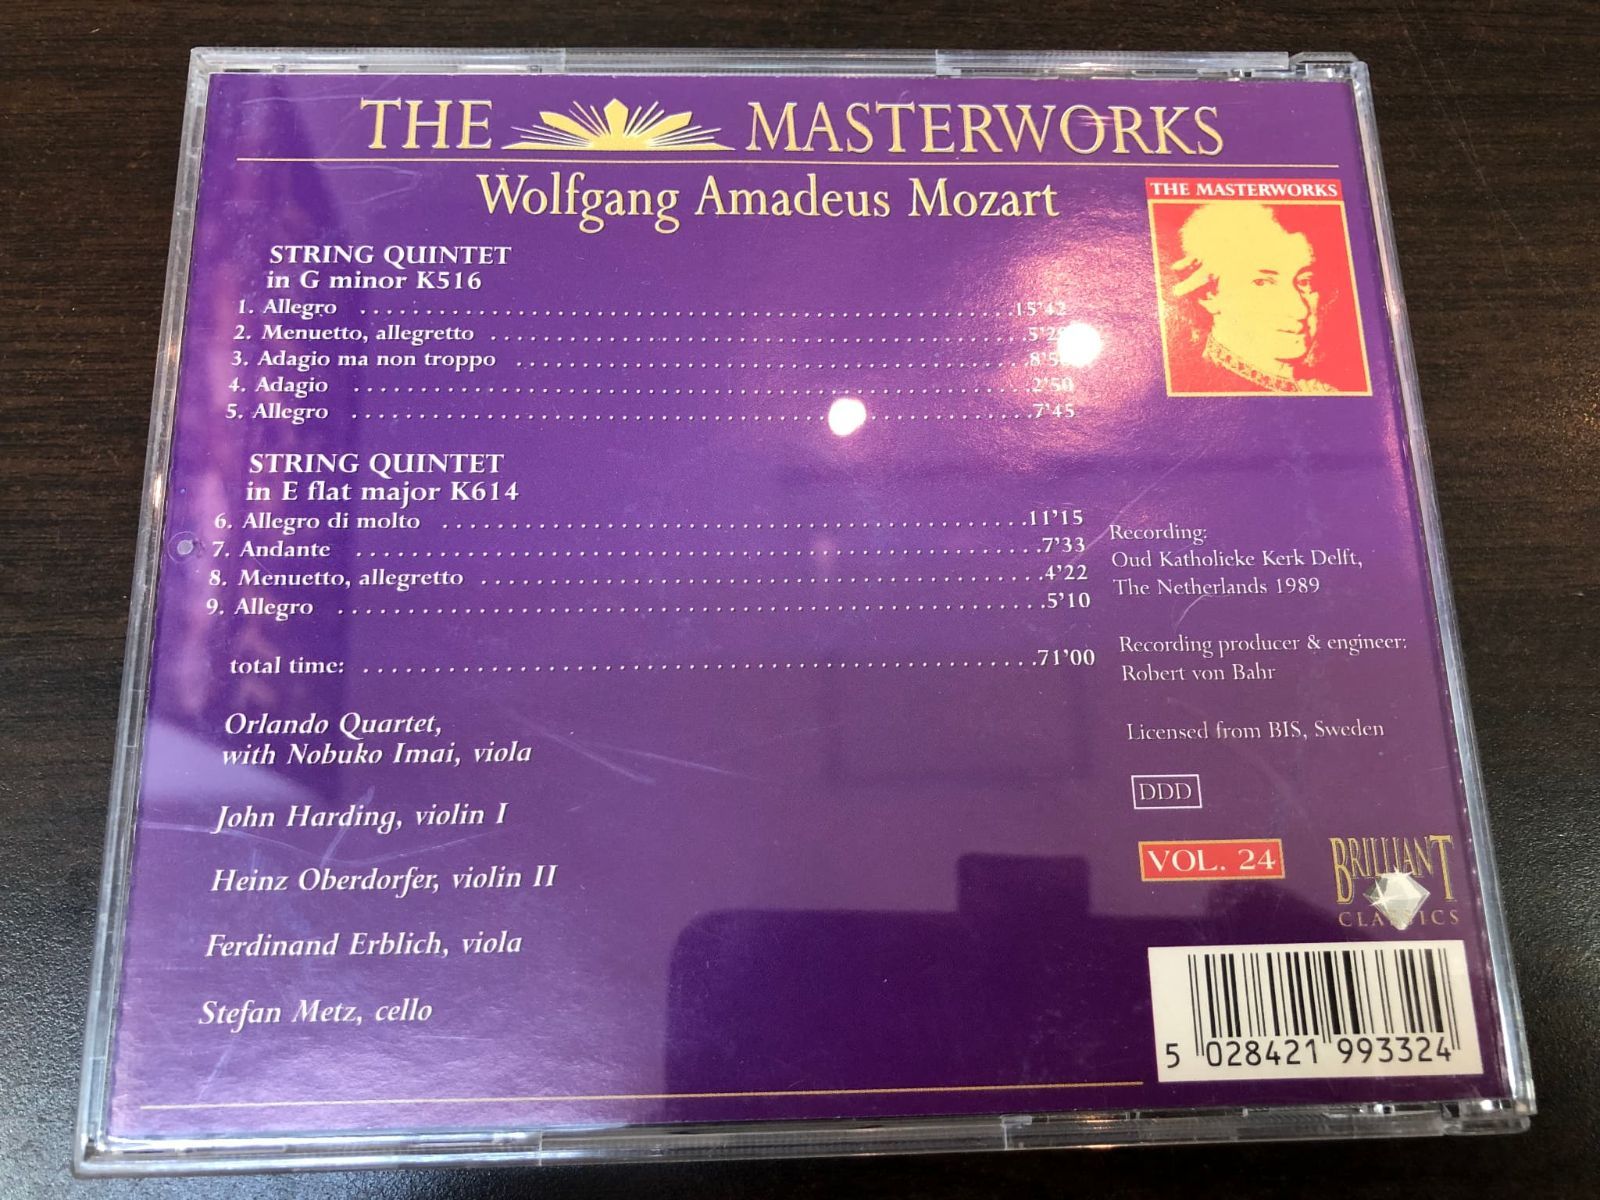 THE MASTERWORKS
Wolfgang Amadeus Mozart
THE MASTERWORKS
STRING QUINTET
in G minor K516
1. Allegro ........ 15'42
2. Menuetto, allegretto ........
3. Adagio ma non troppo ........
4. Adagio ........ 2'50
5. Allegro ........ 7'45
STRING QUINTET
in E flat major K614
6. Allegro di molto ........ 11'15
7. Andante ........ 7'33
8. Menuetto, allegretto ........ 4'22
9. Allegro ........ 5'10
total time: ........ 71'00
Orlando Quartet,
with Nobuko Imai, viola
John Harding, violin I
Heinz Oberdorfer, violin II
Ferdinand Erblich, viola
Stefan Metz, cello
Recording:
Oud Katholieke Kerk Delft,
The Netherlands 1989
Recording producer & engineer:
Robert von Bahr
Licensed from BIS, Sweden
DDD
VOL. 24
BRILLIANT
CLASSICS
5 028421 993324